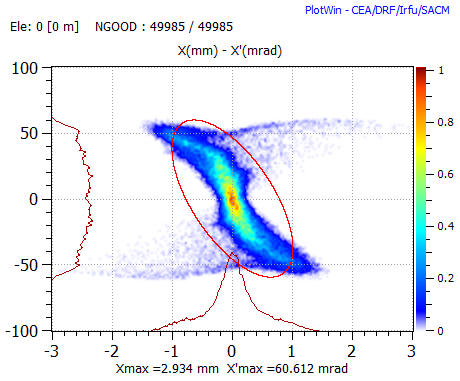 PlotWin - CEA/DRF/Irfu/SACM
Ele: 0 [0 m] NGOOD : 49985 / 49985
X(mm) - X'(mrad)
100
50
0
-50
-100
-3 -2 -1 0 1 2 3
1
0.8
0.6
0.4
0.2
0
Xmax =2.934 mm X'max =60.612 mrad